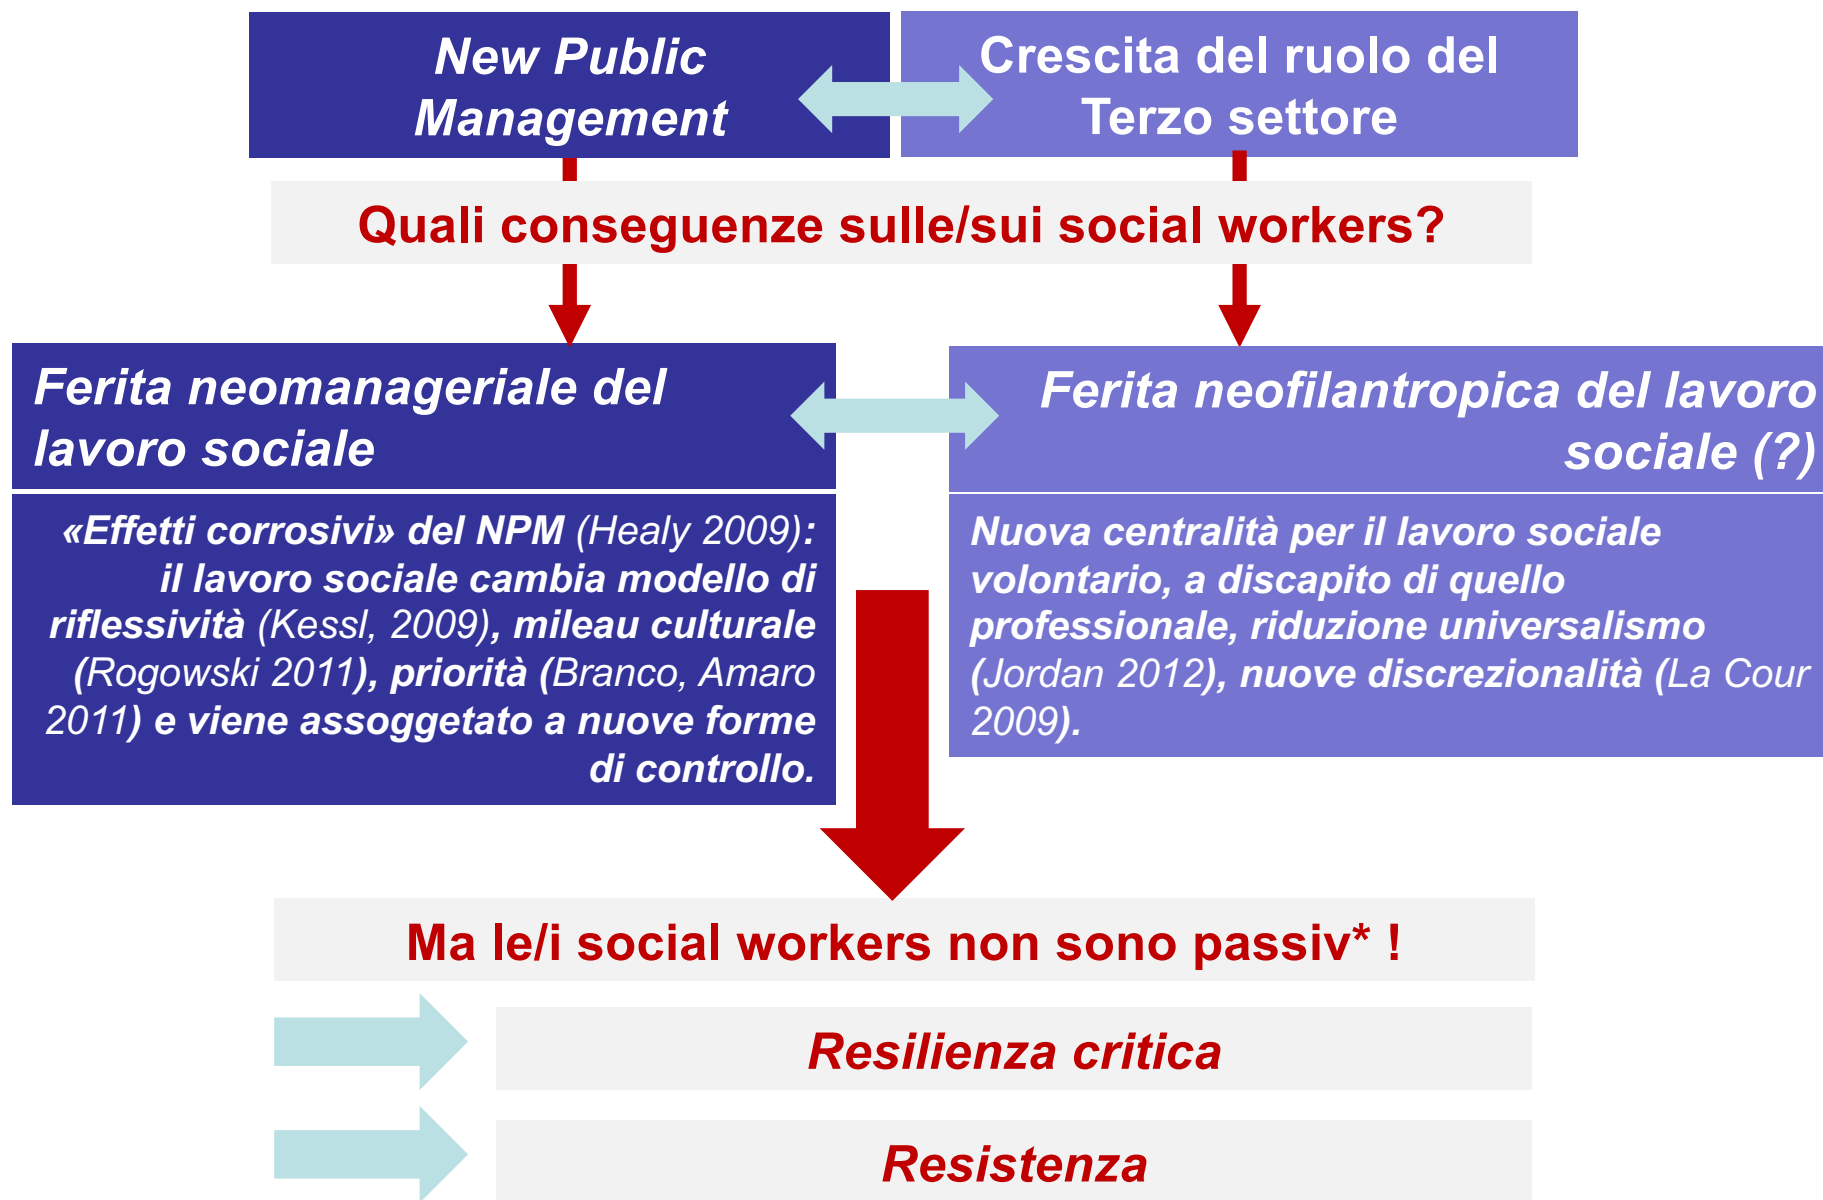 New Public
Management
Crescita del ruolo del
Terzo settore
Quali conseguenze sulle/sui social workers?
Ferita neomanageriale del
lavoro sociale
Ferita neofilantropica del lavoro
sociale (?)
«Effetti corrosivi» del NPM (Healy 2009):
il lavoro sociale cambia modello di
riflessività (Kessl, 2009), mileau culturale
(Rogowski 2011), priorità (Branco, Amaro
2011) e viene assoggetato a nuove forme
di controllo.
Nuova centralità per il lavoro sociale
volontario, a discapito di quello
professionale, riduzione universalismo
(Jordan 2012), nuove discrezionalità (La Cour
2009).
Ma le/i social workers non sono passiv* !
Resilienza critica
Resistenza